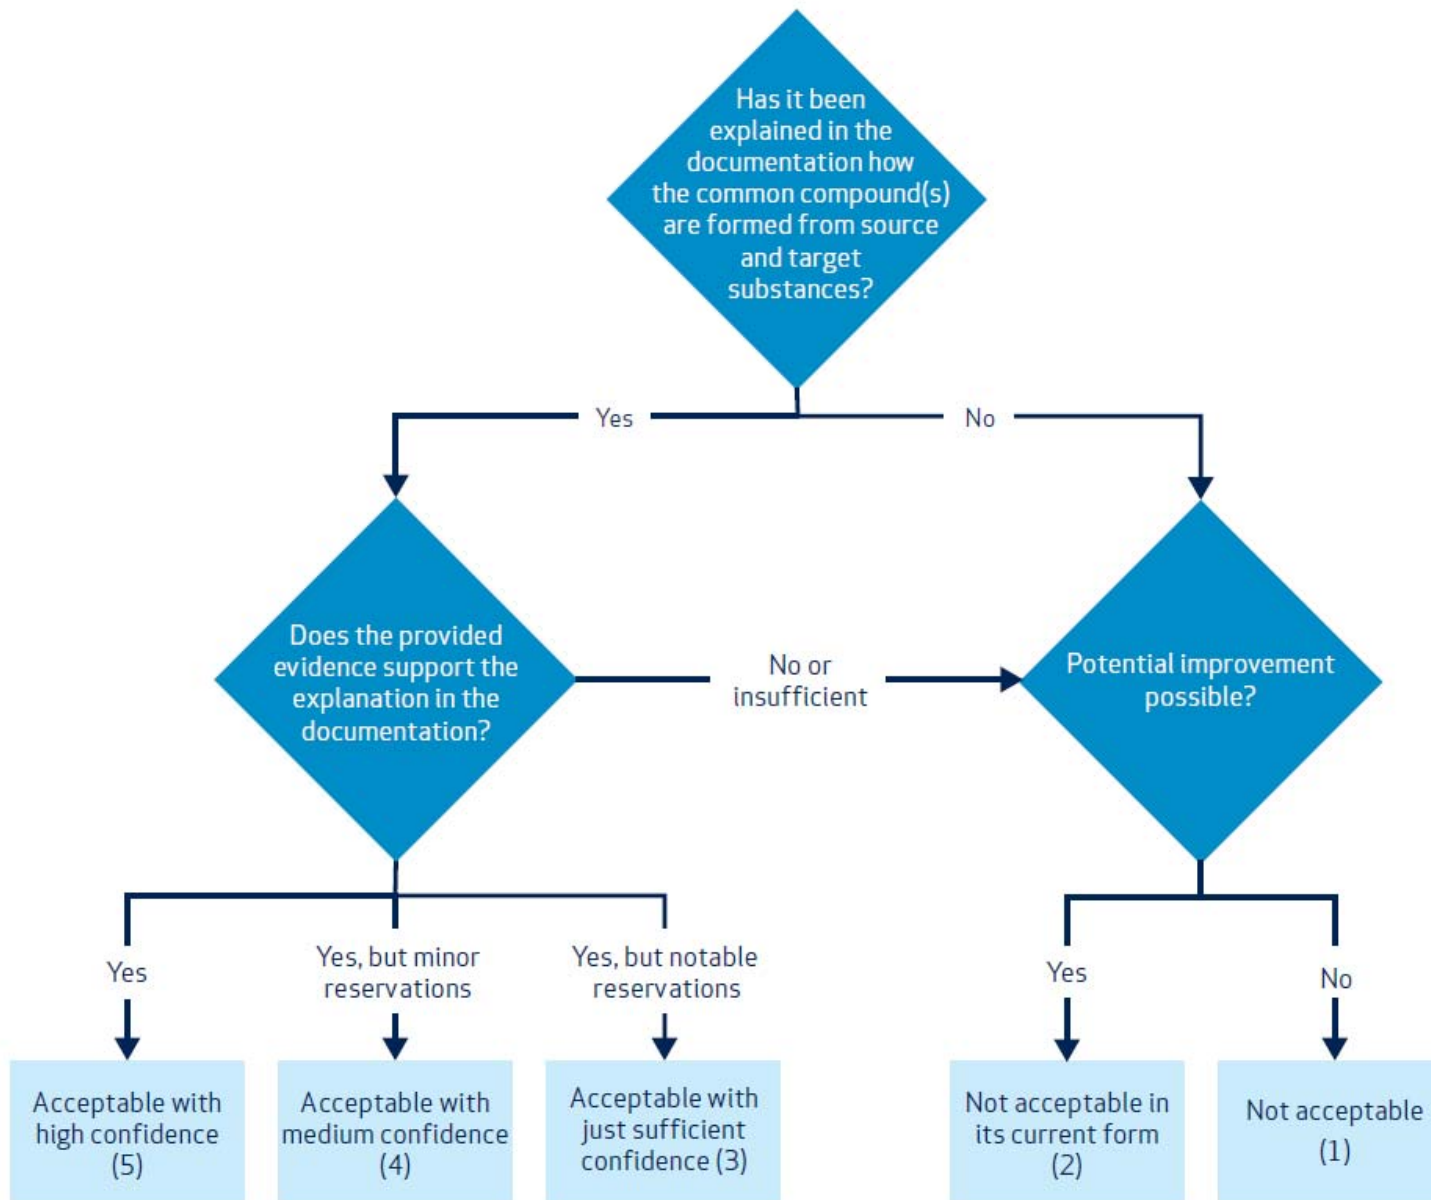 Has it been
explained in the
documentation how
the common compound(s)
are formed from source
and target
substances?
Yes
No
Does the provided
evidence support the
explanation in the
documentation?
No or
insufficient
Potential improvement
possible?
Yes
Yes, but minor
reservations
Yes, but notable
reservations
Yes
No
Acceptable with
high confidence
(5)
Acceptable with
medium confidence
(4)
Acceptable with
just sufficient
confidence (3)
Not acceptable in
its current form
(2)
Not acceptable
(1)